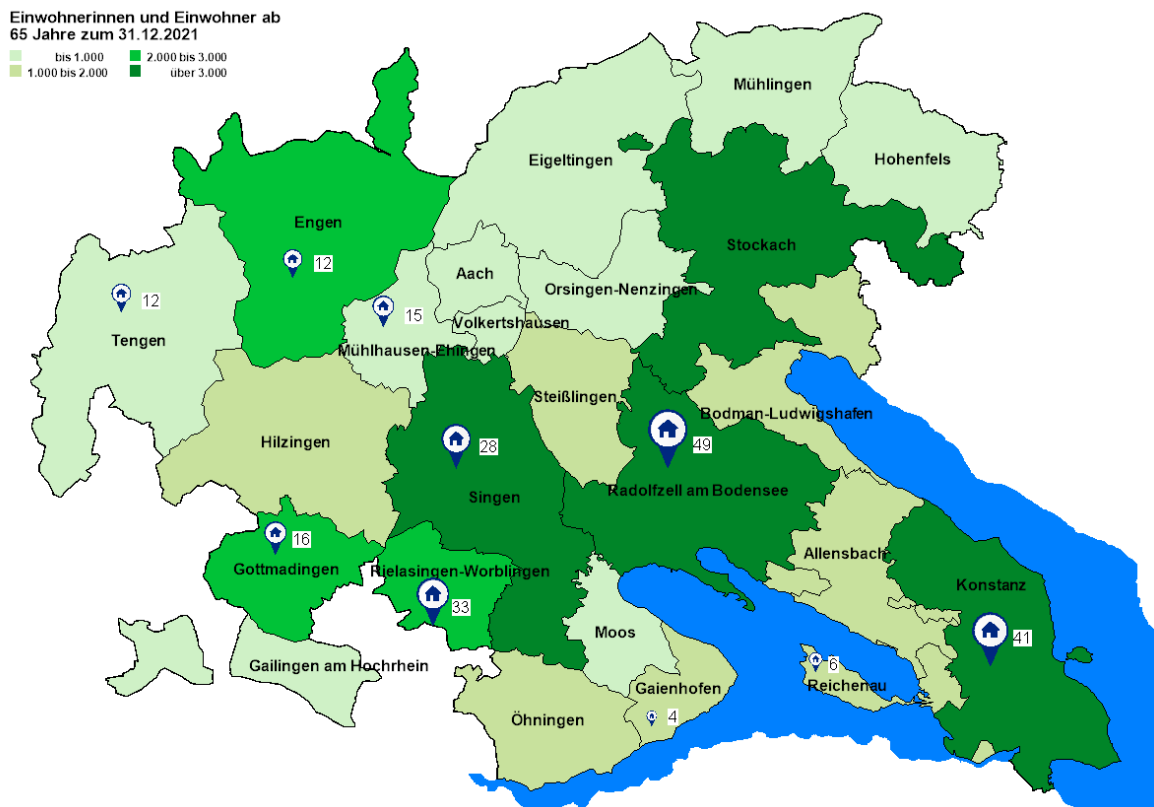 Einwohnerinnen und Einwohner ab
65 Jahre zum 31.12.2021
bis 1.000
2.000 bis 3.000
1.000 bis 2.000
über 3.000
Mühlingen
Hohenfels
Eigeltingen
Engen
12
Stockach
Aach
Orsingen-Nenzingen
12
15
Volkertshausen
Tengen
Mühlhausen-Ehingen
Steißlingen
Bodman-Ludwigshafen
Hilzingen
28
49
Singen
Radolfzell am Bodensee
16
Gottmadingen
Rielasingen-Worblingen
Allensbach
Konstanz
33
Moos
41
Gailingen am Hochrhein
6
Reichenau
Gaienhofen
4
Öhningen